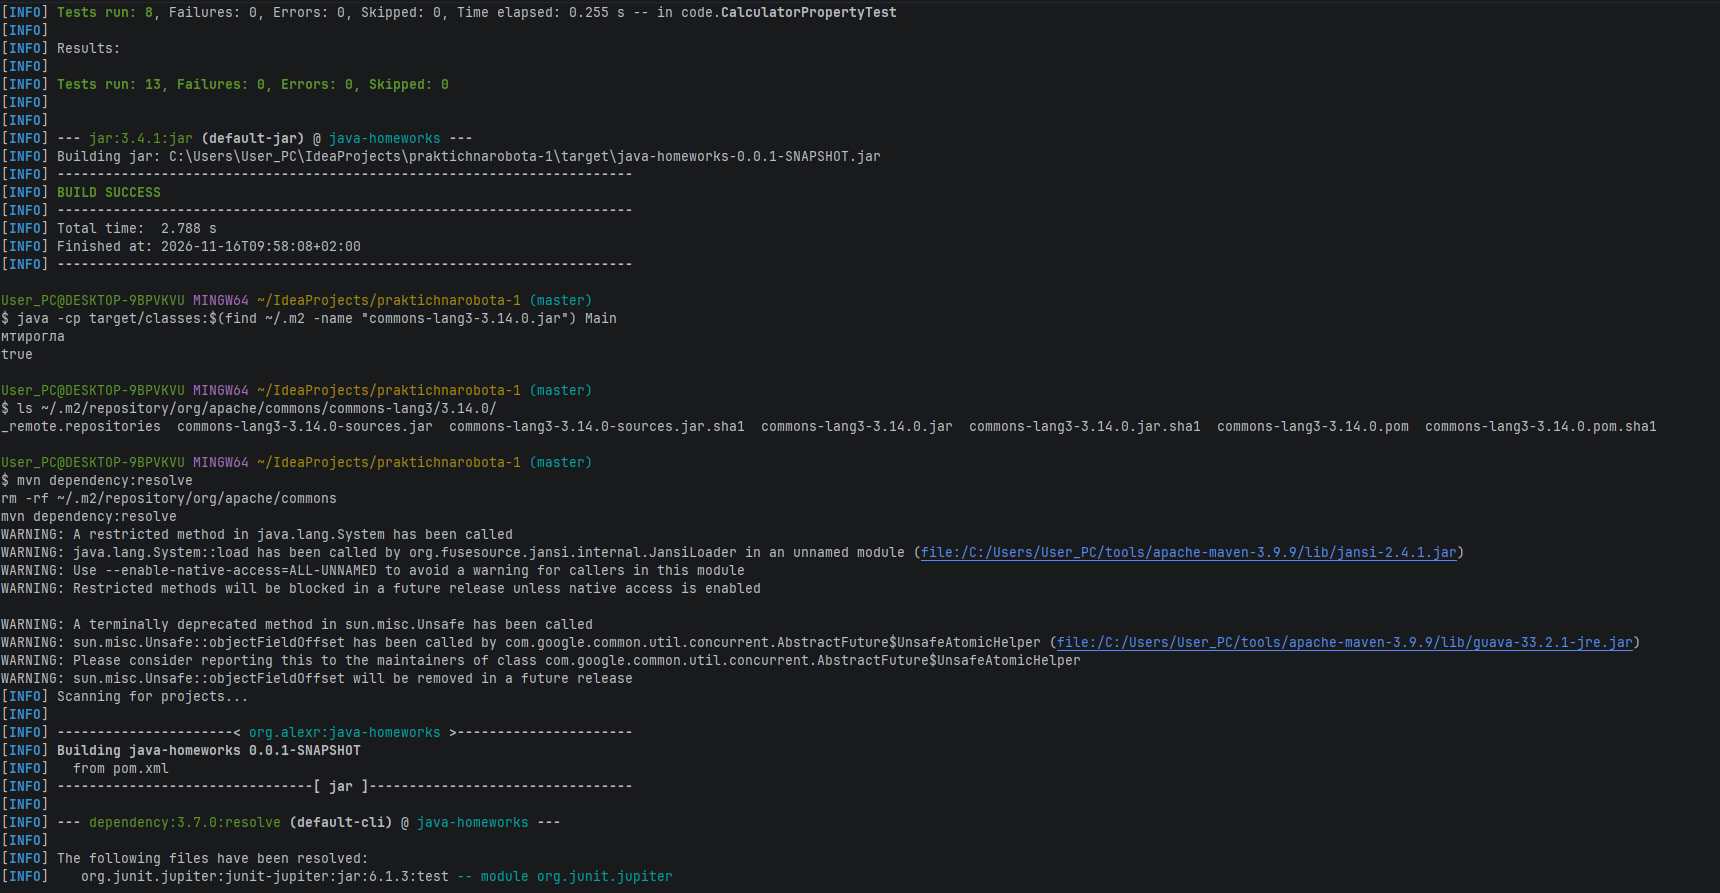 [INFO] Tests run: 8, Failures: 0, Errors: 0, Skipped: 0, Time elapsed: 0.255 s -- in code.CalculatorPropertyTest
[INFO]
[INFO] Results:
[INFO]
[INFO] Tests run: 13, Failures: 0, Errors: 0, Skipped: 0
[INFO]
[INFO]
[INFO] --- jar:3.4.1:jar (default-jar) @ java-homeworks ---
[INFO] Building jar: C:\Users\User_PC\IdeaProjects\praktichnarobota-1\target\java-homeworks-0.0.1-SNAPSHOT.jar
[INFO] ------------------------------------------------------------------------
[INFO] BUILD SUCCESS
[INFO] ------------------------------------------------------------------------
[INFO] Total time:  2.788 s
[INFO] Finished at: 2026-11-16T09:58:08+02:00
[INFO] ------------------------------------------------------------------------
User_PC@DESKTOP-9BPVKVU MINGW64 ~/IdeaProjects/praktichnarobota-1 (master)
$ java -cp target/classes:$(find ~/.m2 -name "commons-lang3-3.14.0.jar") Main
мтирогла
true
User_PC@DESKTOP-9BPVKVU MINGW64 ~/IdeaProjects/praktichnarobota-1 (master)
$ ls ~/.m2/repository/org/apache/commons/commons-lang3/3.14.0/
_remote.repositories  commons-lang3-3.14.0-sources.jar  commons-lang3-3.14.0-sources.jar.sha1  commons-lang3-3.14.0.jar  commons-lang3-3.14.0.jar.sha1  commons-lang3-3.14.0.pom  commons-lang3-3.14.0.pom.sha1
User_PC@DESKTOP-9BPVKVU MINGW64 ~/IdeaProjects/praktichnarobota-1 (master)
$ mvn dependency:resolve
rm -rf ~/.m2/repository/org/apache/commons
mvn dependency:resolve
WARNING: A restricted method in java.lang.System has been called
WARNING: java.lang.System::load has been called by org.fusesource.jansi.internal.JansiLoader in an unnamed module (file:/C:/Users/User_PC/tools/apache-maven-3.9.9/lib/jansi-2.4.1.jar)
WARNING: Use --enable-native-access=ALL-UNNAMED to avoid a warning for callers in this module
WARNING: Restricted methods will be blocked in a future release unless native access is enabled
WARNING: A terminally deprecated method in sun.misc.Unsafe has been called
WARNING: sun.misc.Unsafe::objectFieldOffset has been called by com.google.common.util.concurrent.AbstractFuture$UnsafeAtomicHelper (file:/C:/Users/User_PC/tools/apache-maven-3.9.9/lib/guava-33.2.1-jre.jar)
WARNING: Please consider reporting this to the maintainers of class com.google.common.util.concurrent.AbstractFuture$UnsafeAtomicHelper
WARNING: sun.misc.Unsafe::objectFieldOffset will be removed in a future release
[INFO] Scanning for projects...
[INFO]
[INFO] ----------------------< org.alexr:java-homeworks >----------------------
[INFO] Building java-homeworks 0.0.1-SNAPSHOT
[INFO]   from pom.xml
[INFO] --------------------------------[ jar ]---------------------------------
[INFO]
[INFO] --- dependency:3.7.0:resolve (default-cli) @ java-homeworks ---
[INFO]
[INFO] The following files have been resolved:
[INFO]    org.junit.jupiter:junit-jupiter:jar:6.1.3:test -- module org.junit.jupiter